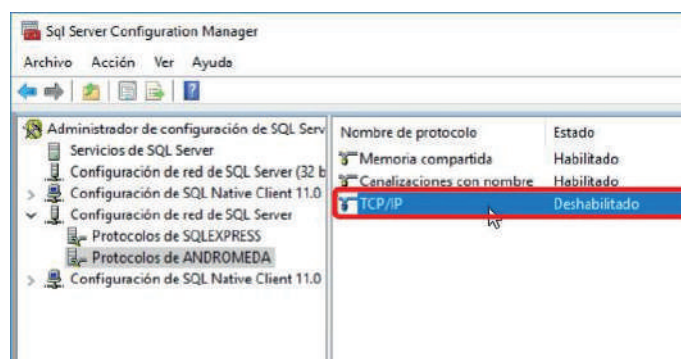 Sql Server Configuration Manager
Archivo Acción Ver Ayuda
Administrador de configuración de SQL Serv
Servicios de SQL Server
Configuración de red de SQL Server (32 b
Configuración de SQL Native Client 11.0
Configuración de red de SQL Server
Protocolos de SQLEXPRESS
Protocolos de ANDROMEDA
Configuración de SQL Native Client 11.0
Nombre de protocolo Estado
Memoria compartida Habilitado
Canalizaciones con nombre Habilitado
TCP/IP Deshabilitado